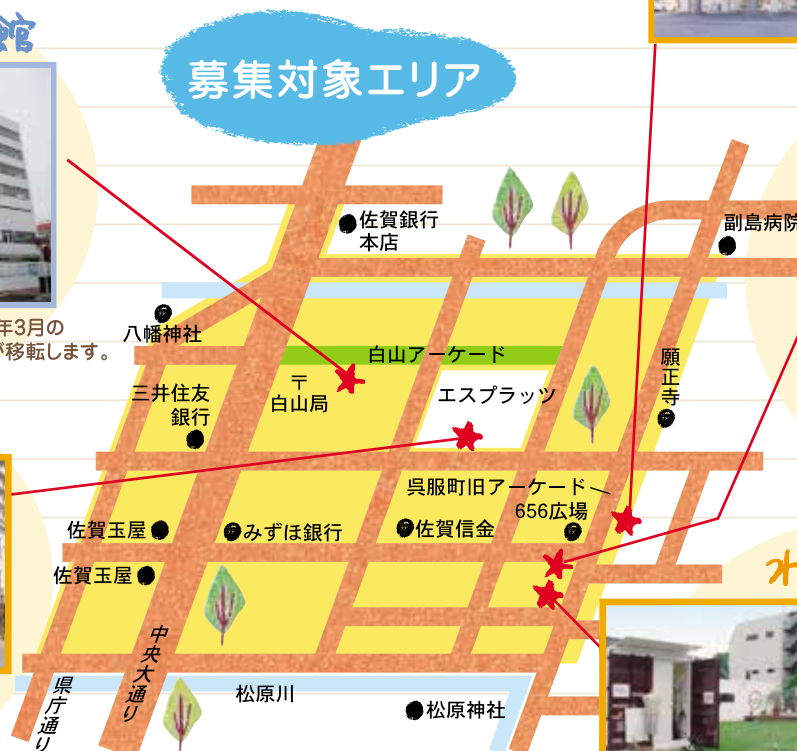 館
募集対象エリア
佐賀銀行
本店
副島病院
年3月の
が移転します。
八幡神社
白山アーケード
願正寺
三井住友
銀行
〒
白山局
エスプラッツ
呉服町旧アーケード
656広場
佐賀玉屋
みずほ銀行
佐賀信金
佐賀玉屋
中央大通り
県庁通り
松原川
松原神社